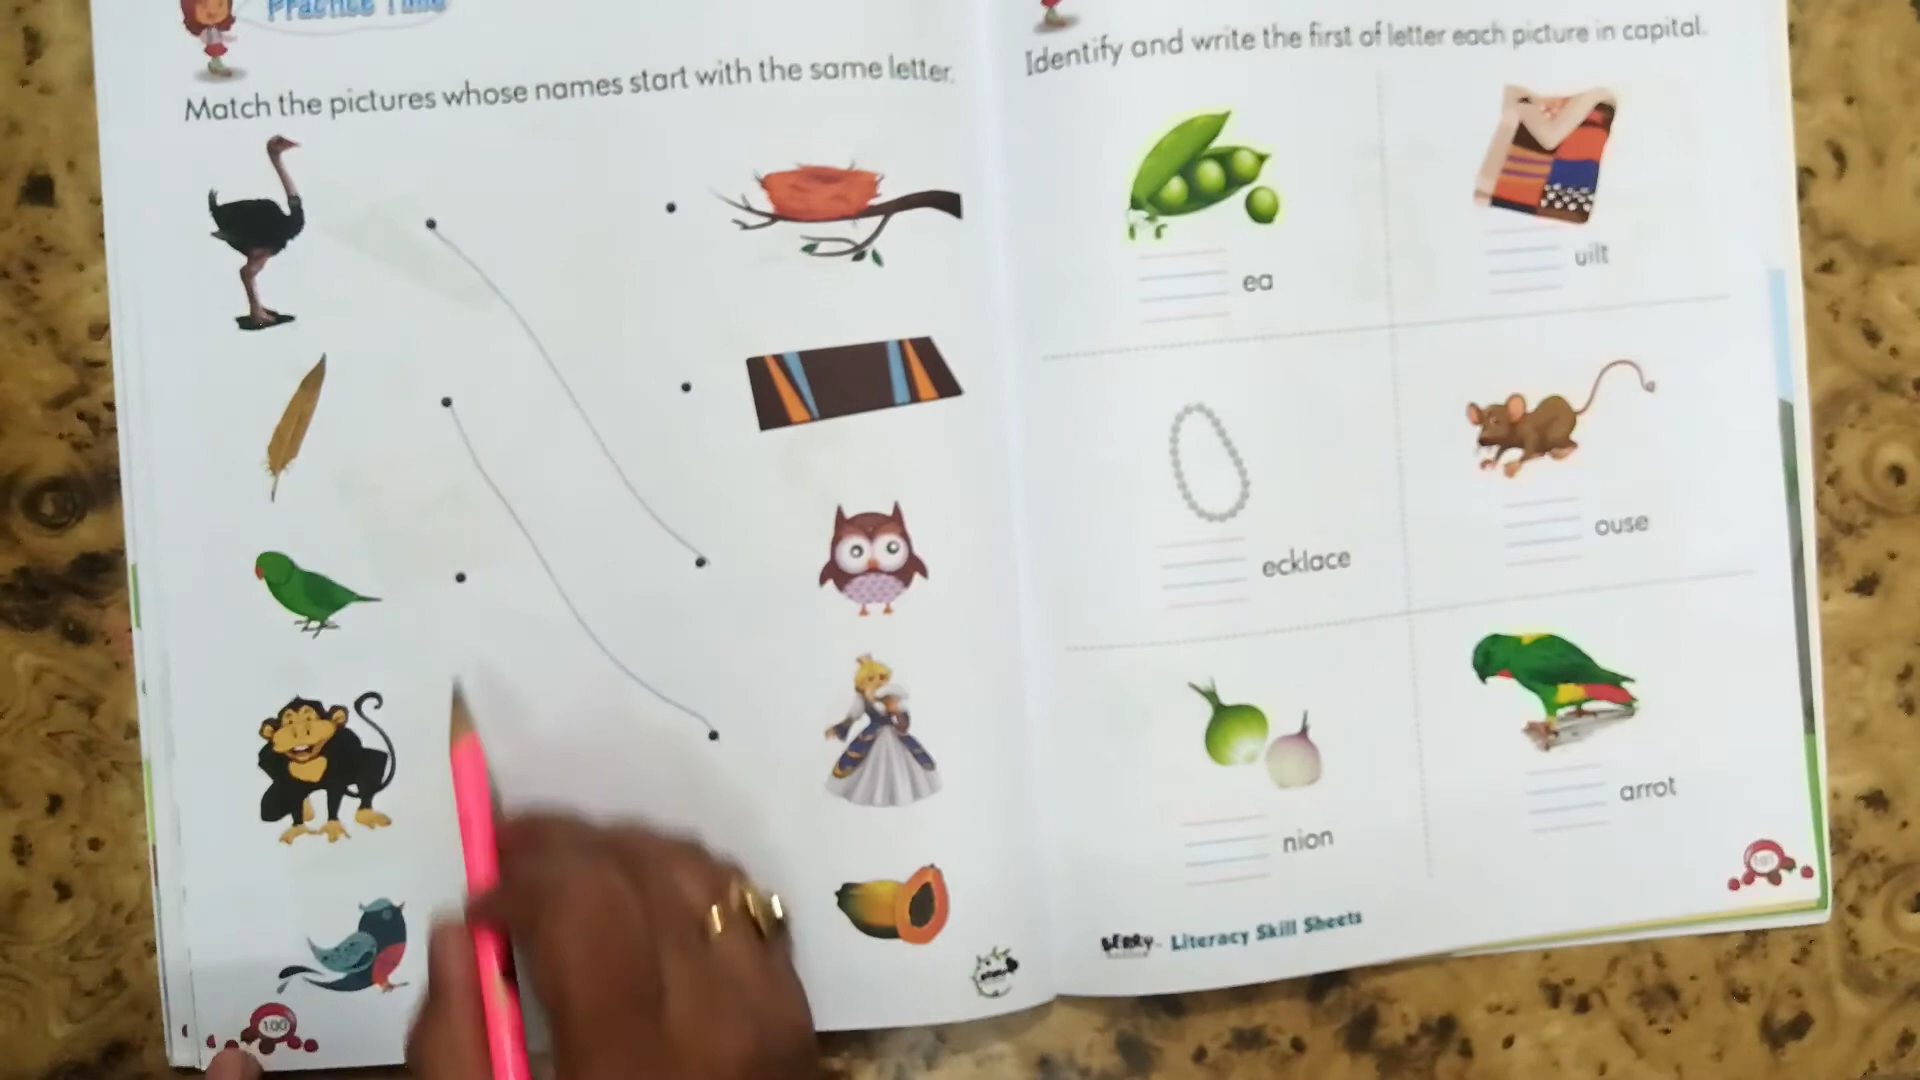 Practice Time
Match the pictures whose names start with the same letter.
100
Identify and write the first of letter each picture in capital.
ea
uilt
ecklace
ouse
nion
arrot
101
BERRY Literacy Skill Sheets